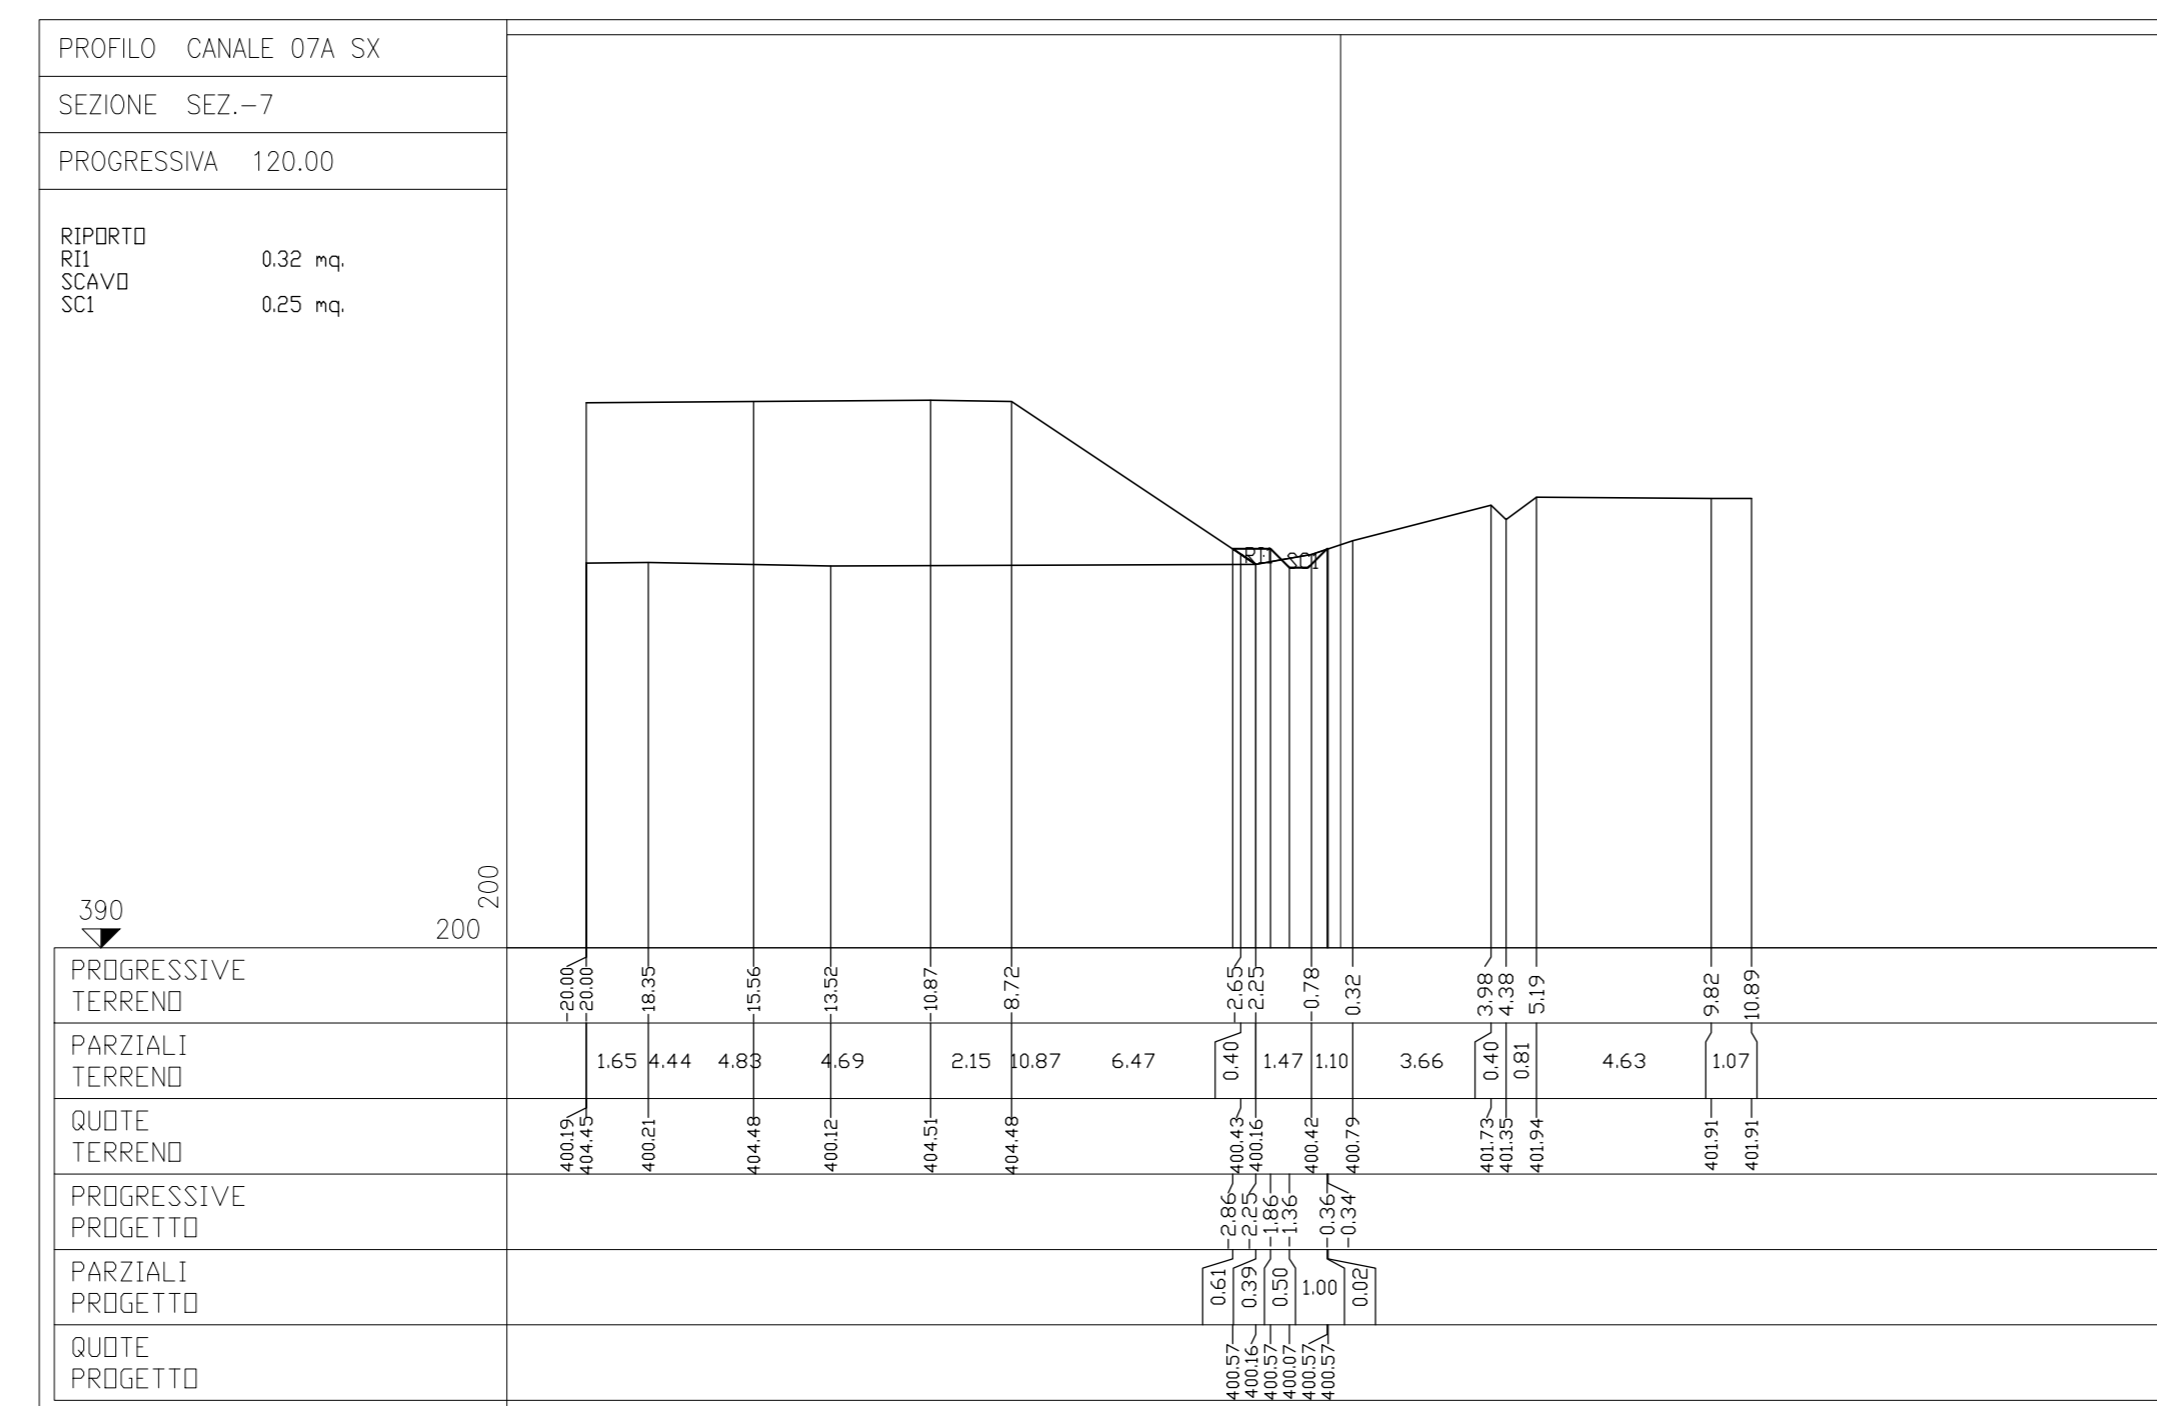 PROFILO CANALE 07A SX
SEZIONE SEZ.-7
PROGRESSIVA 120.00
RIPORTO
RI1 0.32 mq.
SCAVO
SC1 0.25 mq.
RI1 SC1
390
200
200
PROGRESSIVE
TERRENO
-20.00 -20.00 -18.35 -15.56 -13.52 -10.87 -8.72 -2.65 -2.25 -0.78 0.32 3.98 4.38 5.19 9.82 10.89
PARZIALI
TERRENO
1.65 4.44 4.83 4.69 2.15 10.87 6.47 0.40 1.47 1.10 3.66 0.40 0.81 4.63 1.07
QUOTE
TERRENO
400.19 404.45 400.21 404.48 400.12 404.51 404.48 400.43 400.16 400.42 400.79 401.73 401.35 401.94 401.91 401.91
PROGRESSIVE
PROGETTO
-2.86 -2.25 -1.86 -1.36 -0.36 -0.34
PARZIALI
PROGETTO
0.61 0.39 0.50 1.00 0.02
QUOTE
PROGETTO
400.57 400.16 400.57 400.07 400.57 400.57